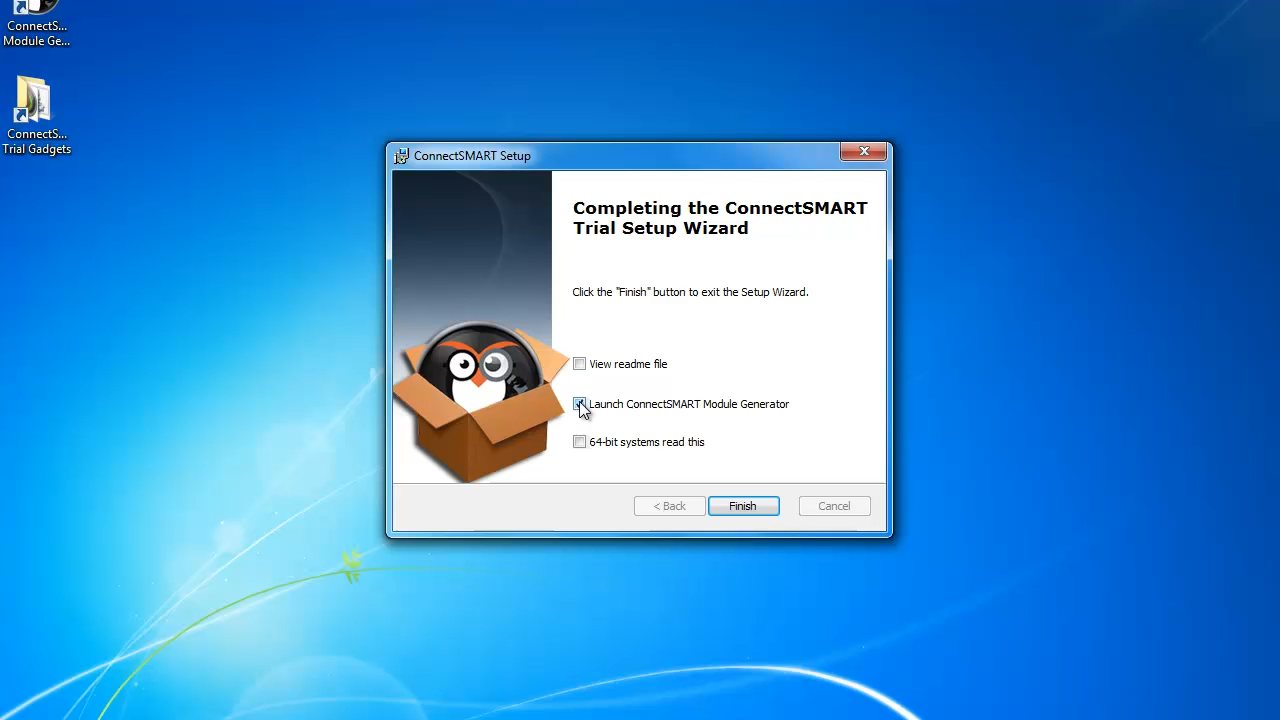 ConnectS...
Module Ge...
ConnectS...
Trial Gadgets
ConnectSMART Setup
Completing the ConnectSMART
Trial Setup Wizard
Click the "Finish" button to exit the Setup Wizard.
View readme file
Launch ConnectSMART Module Generator
64-bit systems read this
< Back
Finish
Cancel